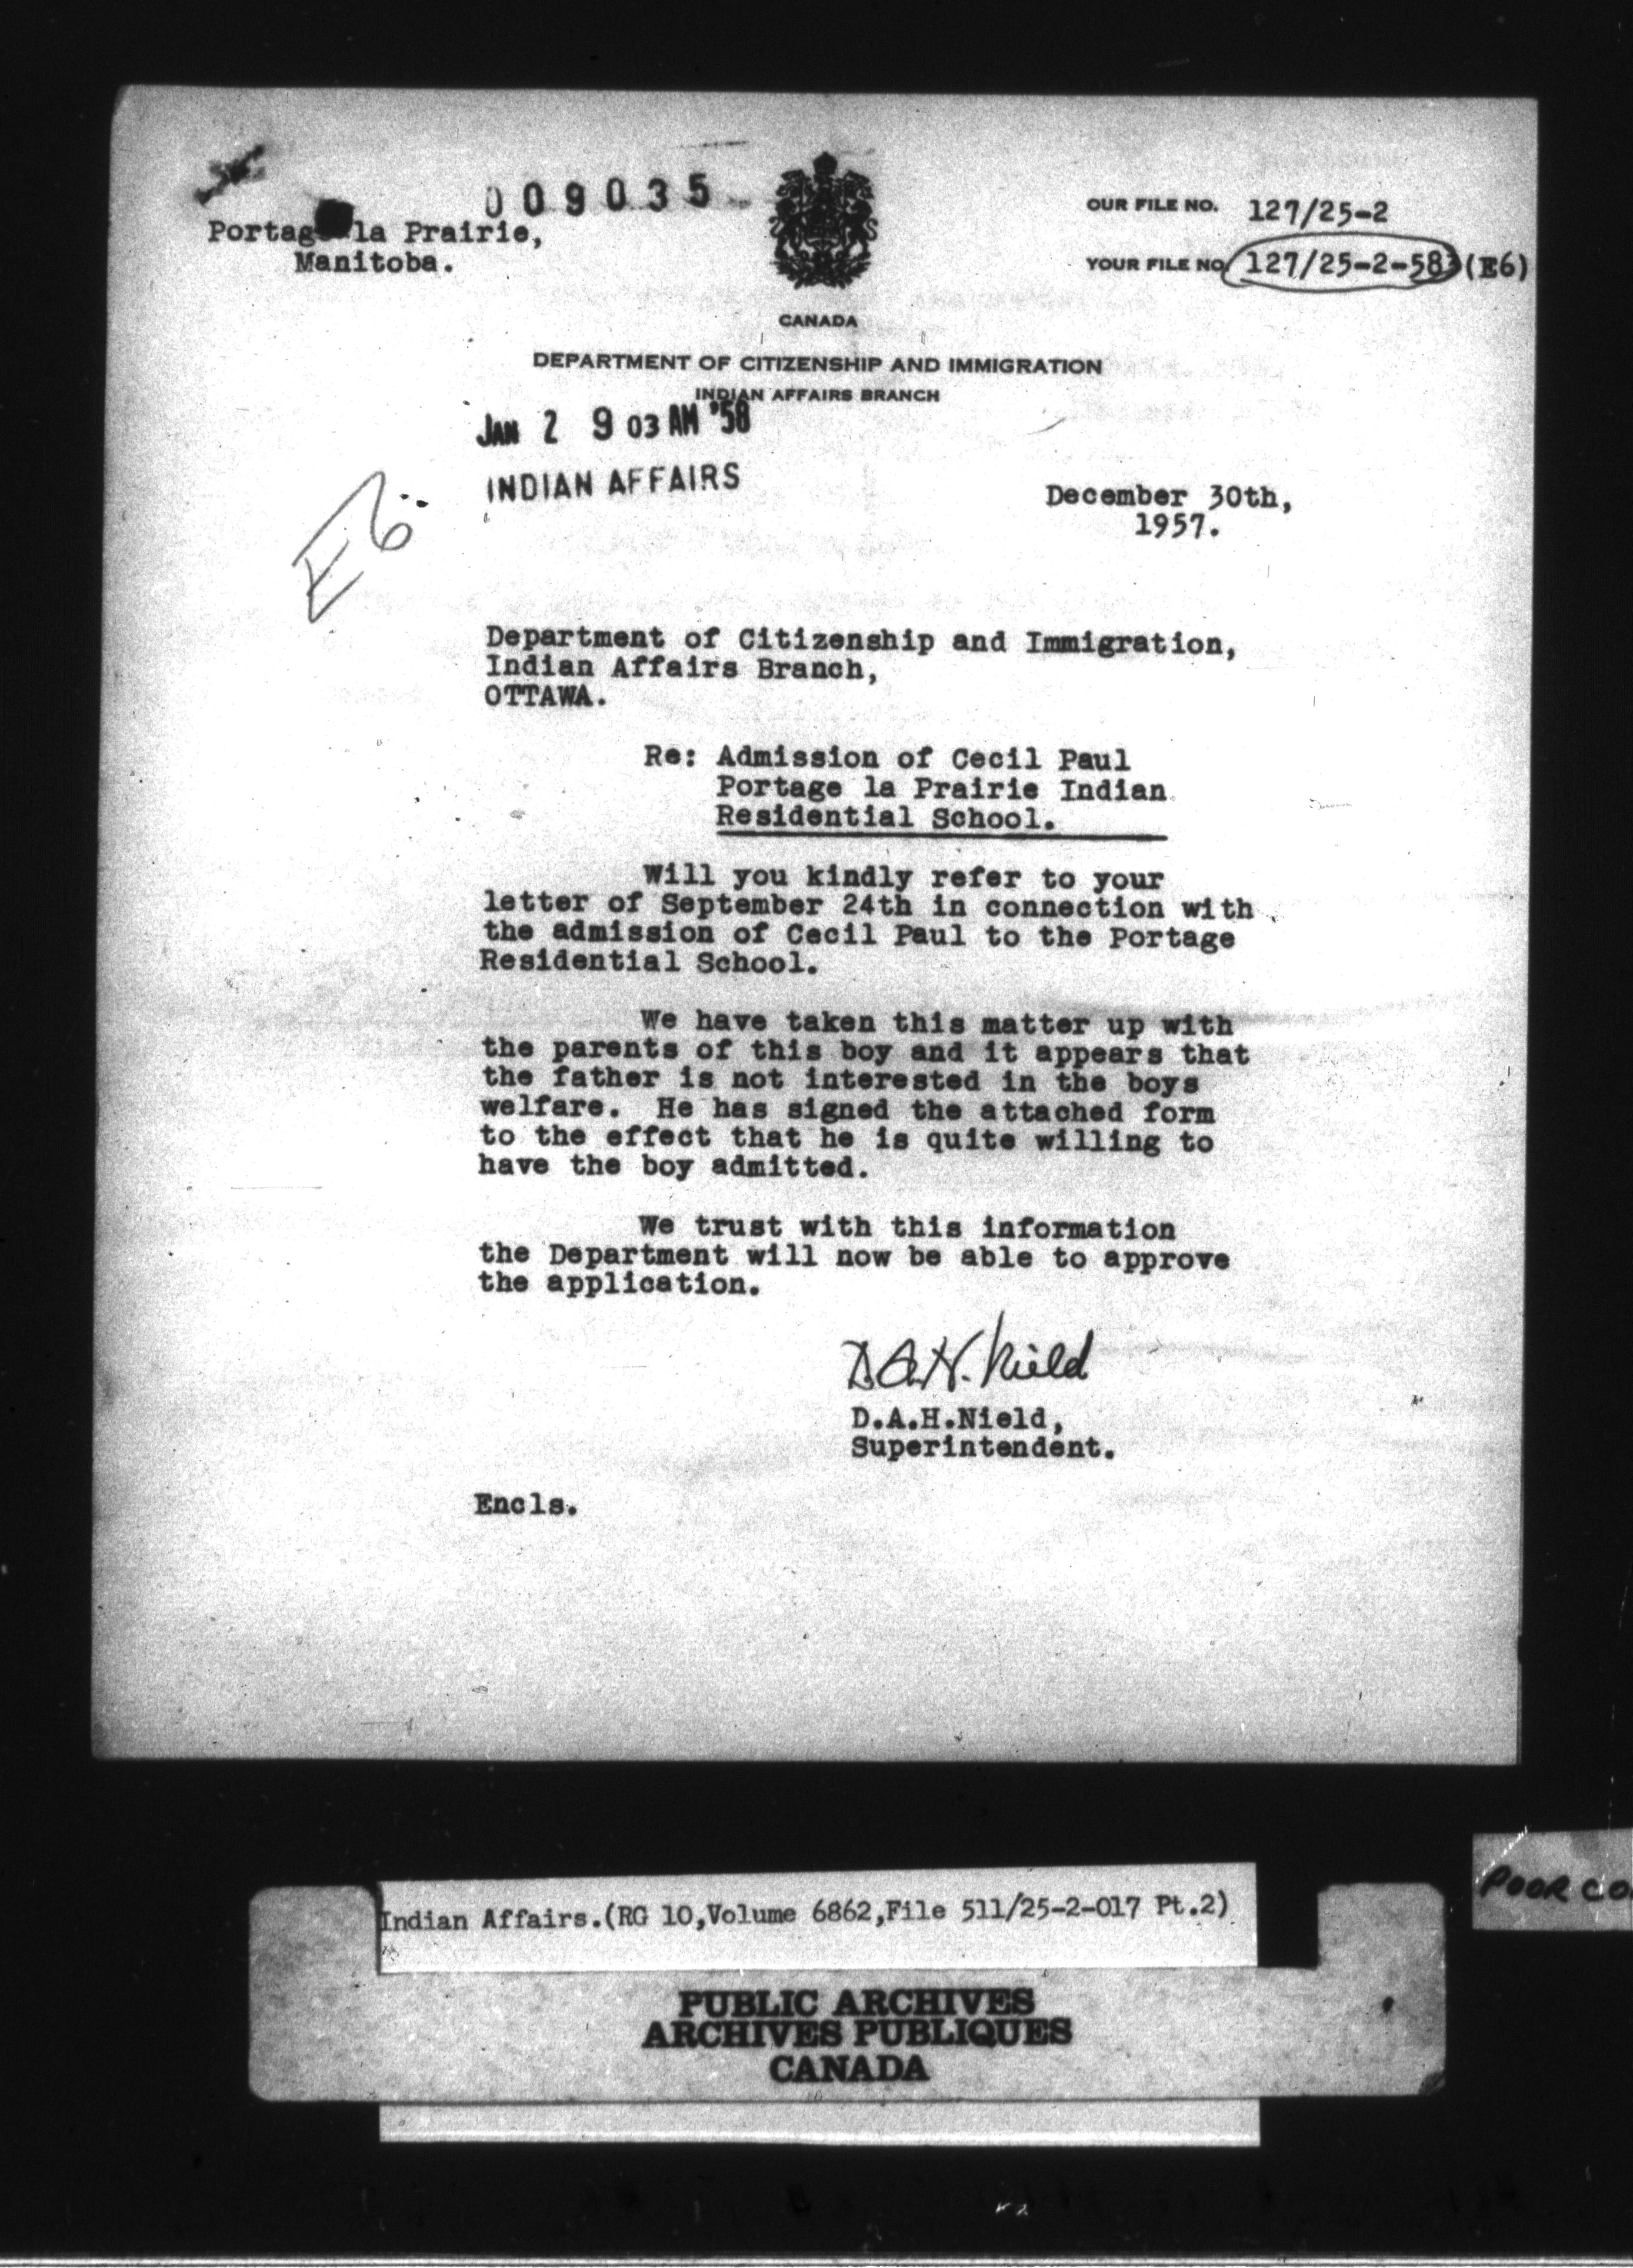 009035
Portage la Prairie,
Manitoba.
OUR FILE NO. 127/25-2
YOUR FILE NO. 127/25-2-583 (E6)
CANADA
DEPARTMENT OF CITIZENSHIP AND IMMIGRATION
INDIAN AFFAIRS BRANCH
JAN 2 9 03 AM '58
INDIAN AFFAIRS
E6
December 30th,
1957.
Department of Citizenship and Immigration,
Indian Affairs Branch,
OTTAWA.
Re: Admission of Cecil Paul
Portage la Prairie Indian
Residential School.
Will you kindly refer to your
letter of September 24th in connection with
the admission of Cecil Paul to the Portage
Residential School.
We have taken this matter up with
the parents of this boy and it appears that
the father is not interested in the boys
welfare. He has signed the attached form
to the effect that he is quite willing to
have the boy admitted.
We trust with this information
the Department will now be able to approve
the application.
D.A.H. Nield
D.A.H.Nield,
Superintendent.
Encls.
POOR CO
Indian Affairs.(RG 10,Volume 6862,File 511/25-2-017 Pt.2)
PUBLIC ARCHIVES
ARCHIVES PUBLIQUES
CANADA